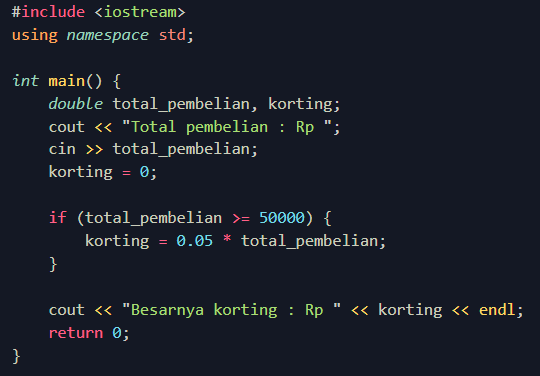 #include <iostream>
using namespace std;
int main() {
    double total_pembelian, korting;
    cout << "Total pembelian : Rp ";
    cin >> total_pembelian;
    korting = 0;
    if (total_pembelian >= 50000) {
        korting = 0.05 * total_pembelian;
    }
    cout << "Besarnya korting : Rp " << korting << endl;
    return 0;
}